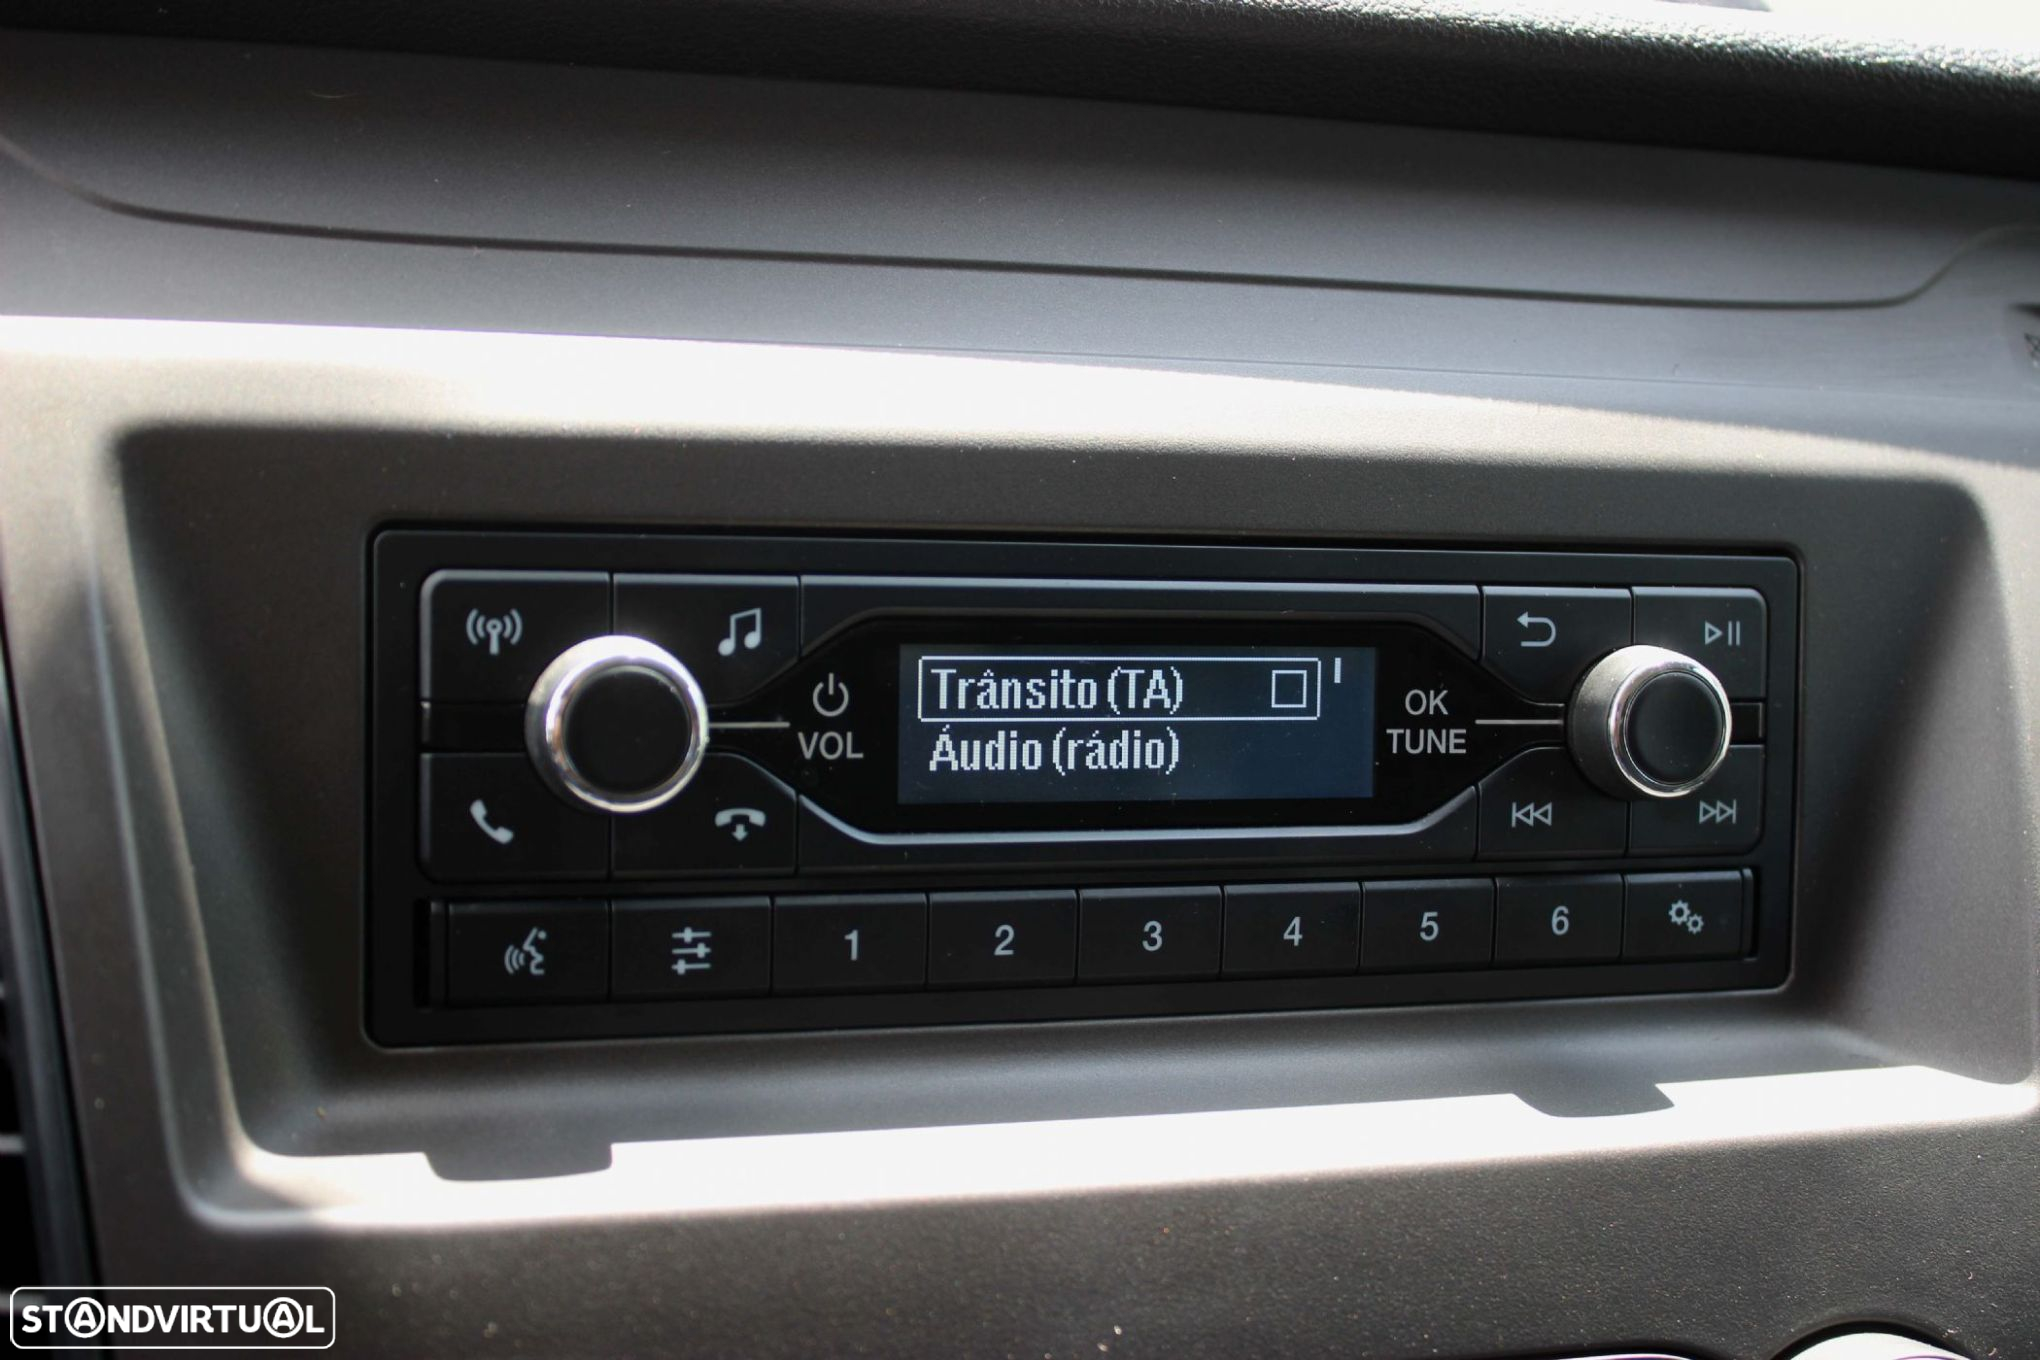 Trânsito (TA)
Áudio (rádio)
VOL
OK
TUNE
1 2 3 4 5 6
STANDVIRTUAL